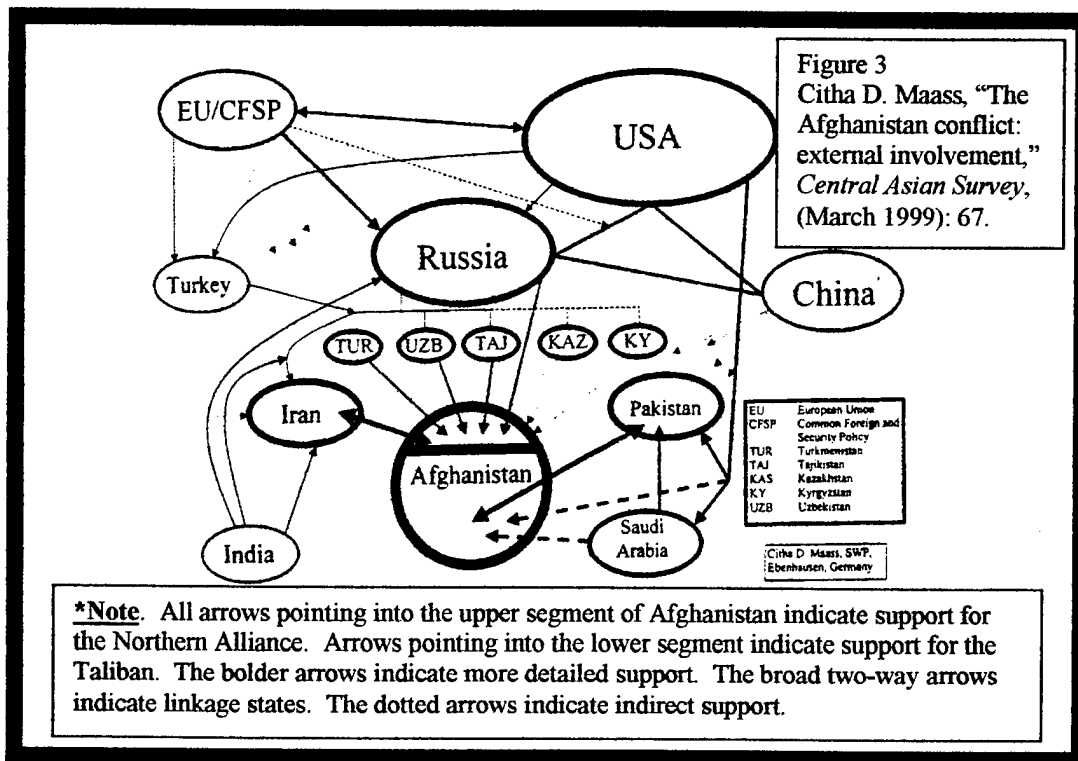 Figure 3
Citha D. Maass, “The
Afghanistan conflict:
external involvement,”
Central Asian Survey,
(March 1999): 67.
EU/CFSP
USA
Russia
Turkey
China
TUR
UZB
TAJ
KAZ
KY
Iran
Pakistan
Afghanistan
Saudi
Arabia
India
EU European Union
CFSP Common Foreign and
Security Policy
TUR Turkmenistan
TAJ Tajikistan
KAS Kazakhstan
KY Kyrgyzstan
UZB Uzbekistan
Citha D. Maass, SWP,
Ebenhausen, Germany
*Note. All arrows pointing into the upper segment of Afghanistan indicate support for
the Northern Alliance. Arrows pointing into the lower segment indicate support for the
Taliban. The bolder arrows indicate more detailed support. The broad two-way arrows
indicate linkage states. The dotted arrows indicate indirect support.